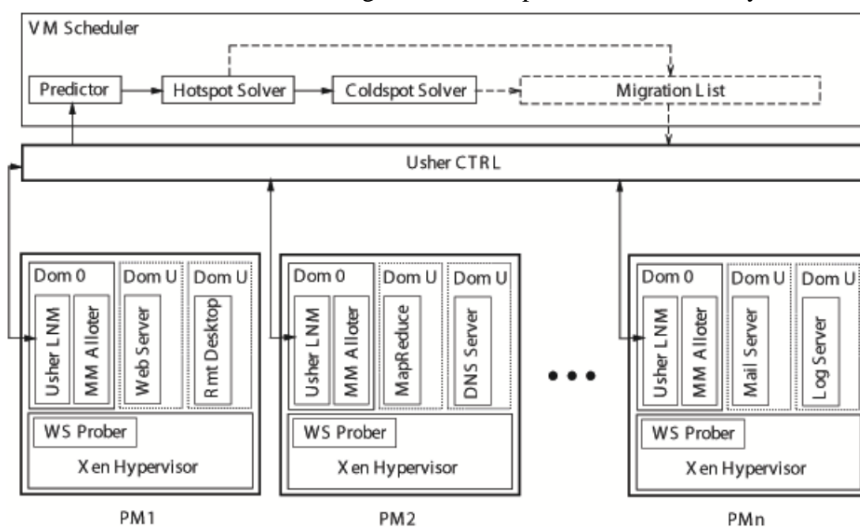 VM Scheduler
Predictor
Hotspot Solver
Coldspot Solver
Migration List
Usher CTRL
Dom 0
Dom U
Dom U
Usher LNM
MM Alloter
Web Server
Rmt Desktop
WS Prober
Xen Hypervisor
PM1
Dom 0
Dom U
Dom U
Usher LNM
MM Alloter
MapReduce
DNS Server
WS Prober
Xen Hypervisor
PM2
Dom 0
Dom U
Dom U
Usher LNM
MM Alloter
Mail Server
Log Server
WS Prober
Xen Hypervisor
PMn